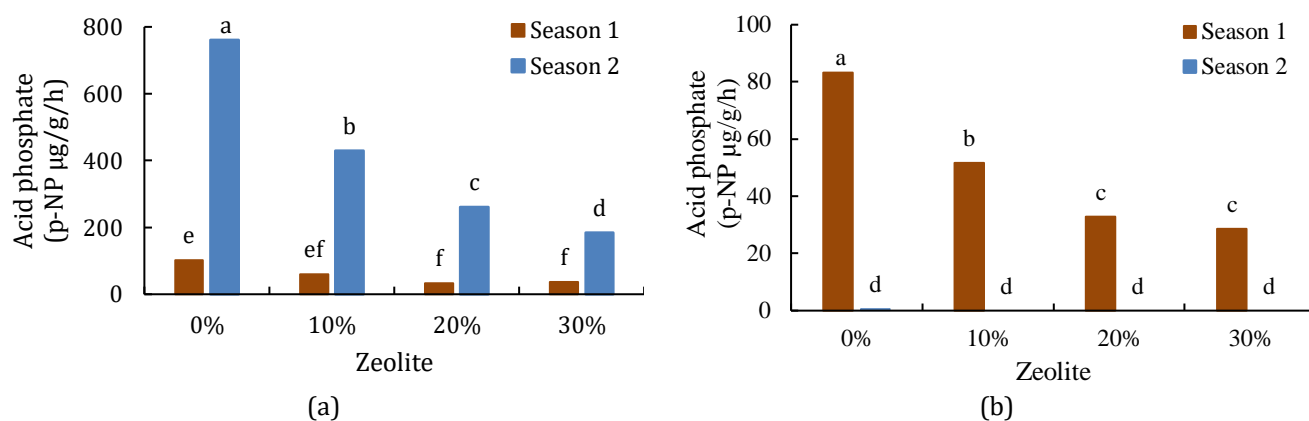 Acid phosphate
(p-NP µg/g/h)
800
600
400
200
0
a
b
c
d
e
ef
f
f
Season 1
Season 2
0%
10%
20%
30%
Zeolite
(a)
Acid phosphate
(p-NP µg/g/h)
100
80
60
40
20
0
a
b
c
c
d
d
d
d
Season 1
Season 2
0%
10%
20%
30%
Zeolite
(b)